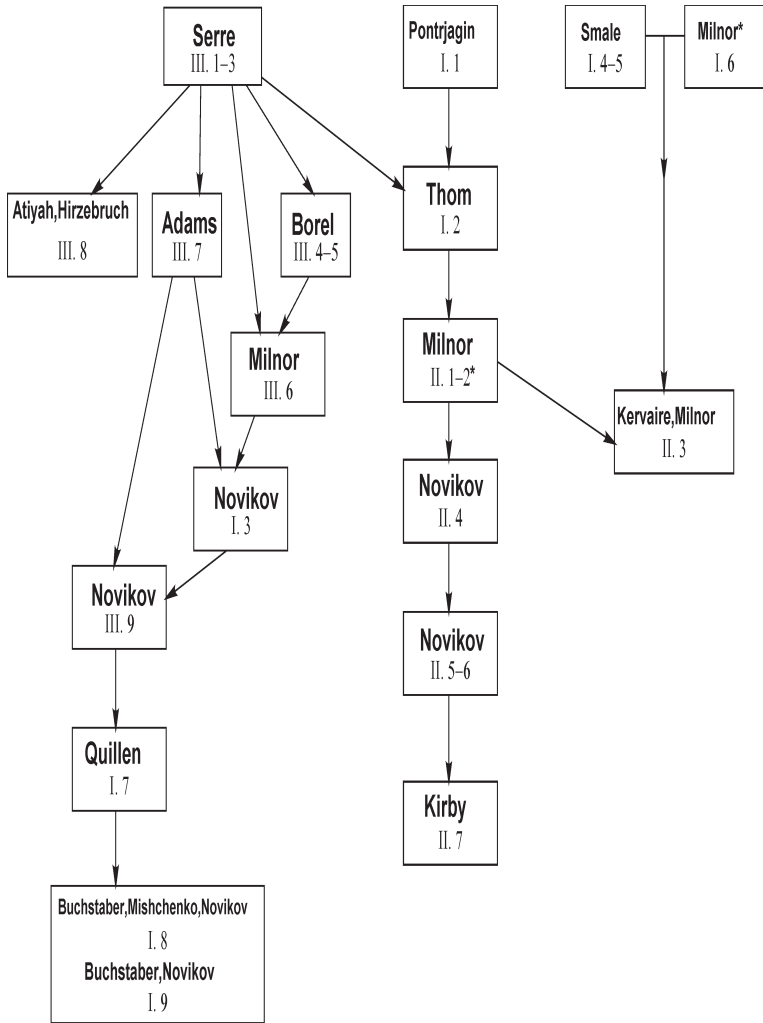 Serre
III. 1–3
Pontrjagin
I. 1
Smale
I. 4–5
Milnor*
I. 6
Atiyah,Hirzebruch
III. 8
Adams
III. 7
Borel
III. 4–5
Thom
I. 2
Milnor
III. 6
Milnor
II. 1–2*
Kervaire,Milnor
II. 3
Novikov
I. 3
Novikov
II. 4
Novikov
III. 9
Novikov
II. 5–6
Quillen
I. 7
Kirby
II. 7
Buchstaber,Mishchenko,Novikov
I. 8
Buchstaber,Novikov
I. 9